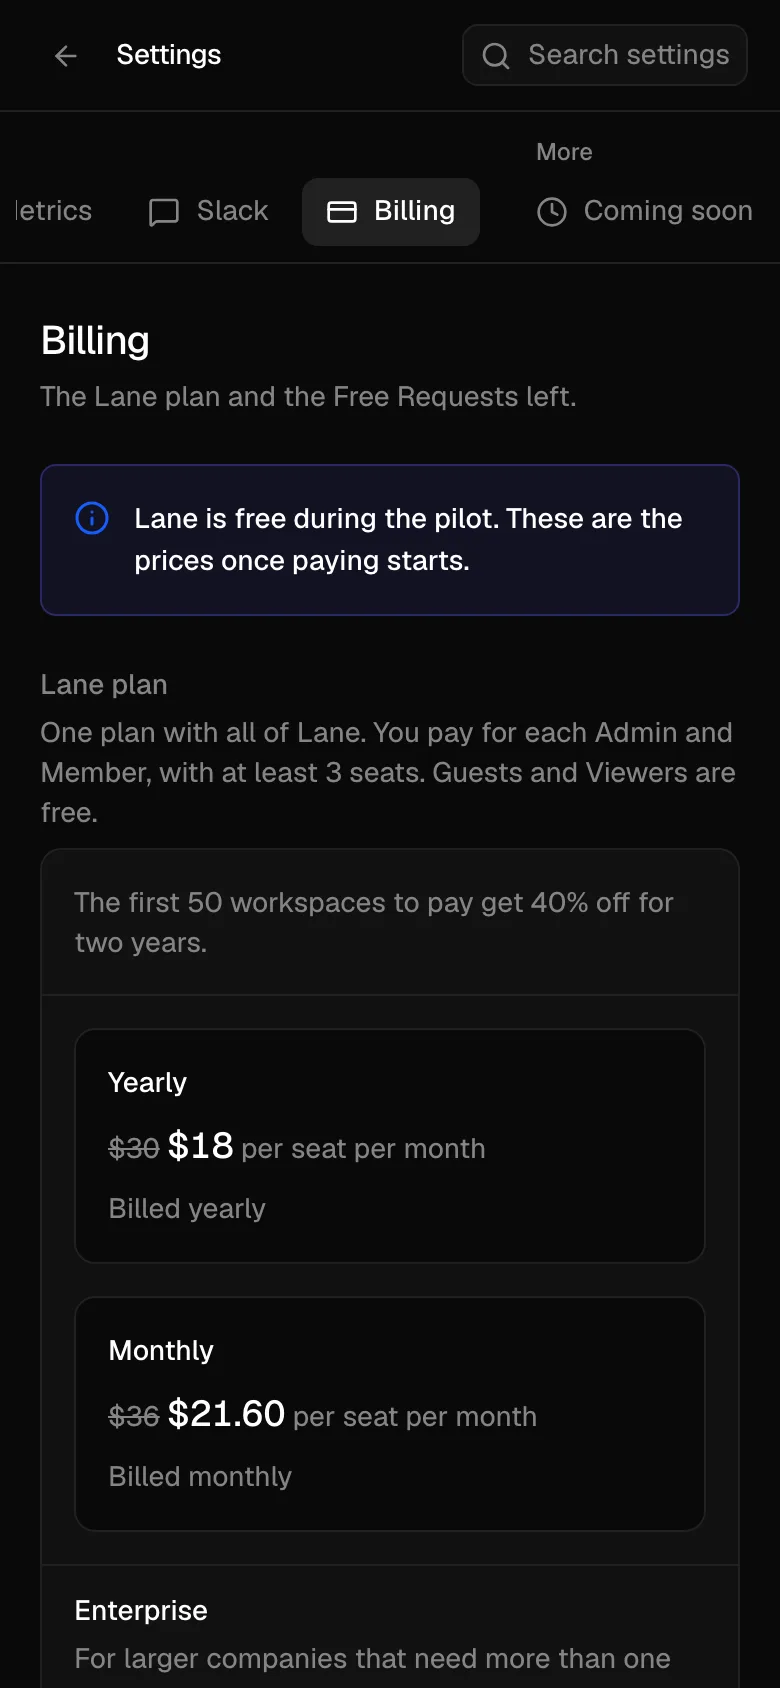 Settings
Search settings
More
etrics
Slack
Billing
Coming soon
Billing
The Lane plan and the Free Requests left.
Lane is free during the pilot. These are the
prices once paying starts.
Lane plan
One plan with all of Lane. You pay for each Admin and
Member, with at least 3 seats. Guests and Viewers are
free.
The first 50 workspaces to pay get 40% off for
two years.
Yearly
$30 $18 per seat per month
Billed yearly
Monthly
$36 $21.60 per seat per month
Billed monthly
Enterprise
For larger companies that need more than one